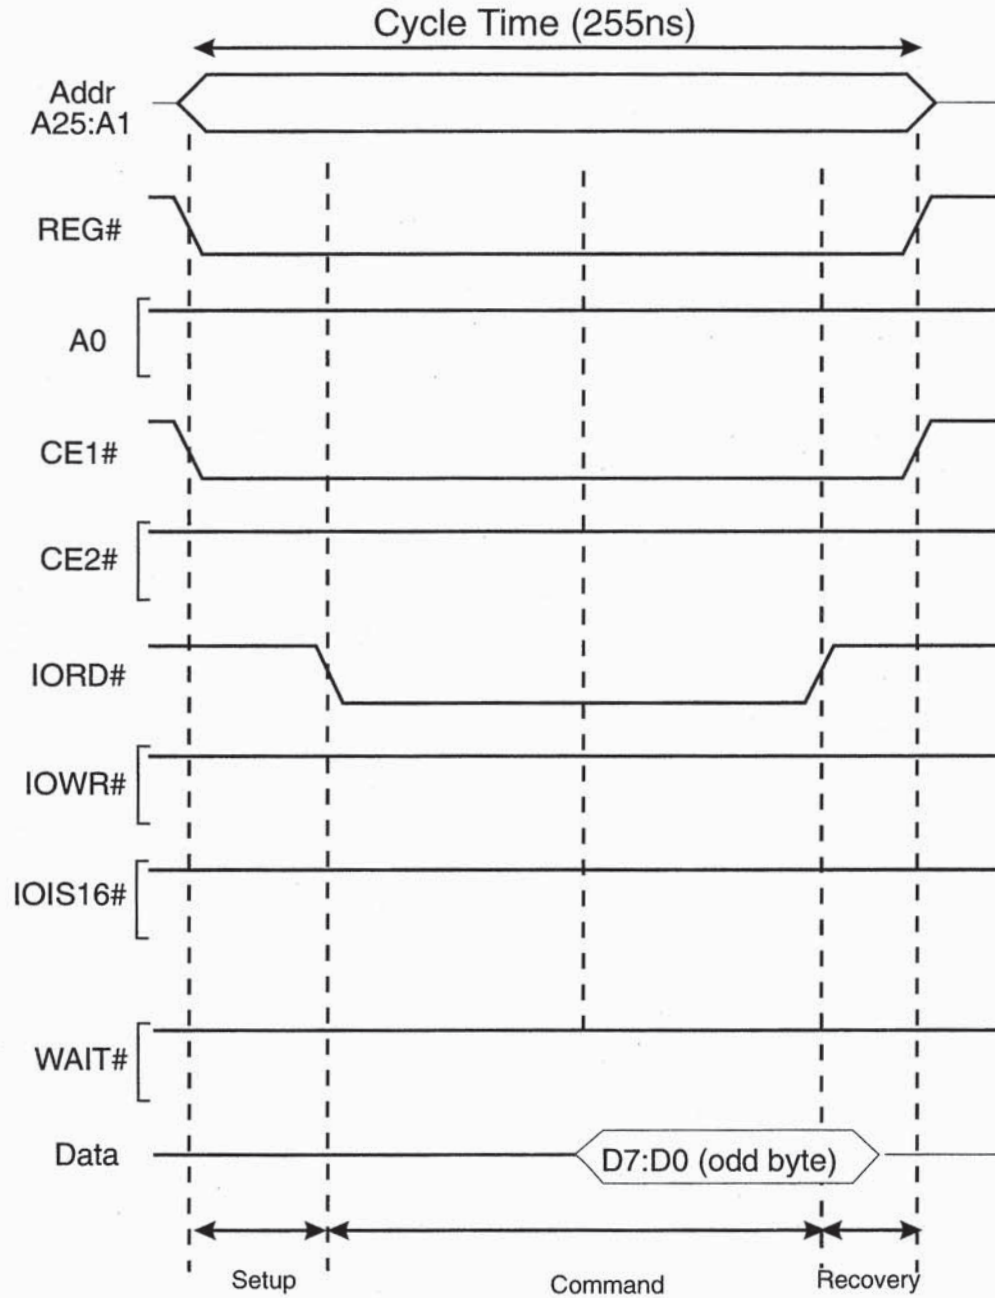 Cycle Time (255ns)
Addr
A25:A1
REG#
A0
CE1#
CE2#
IORD#
IOWR#
IOIS16#
WAIT#
Data
D7:D0 (odd byte)
Setup
Command
Recovery